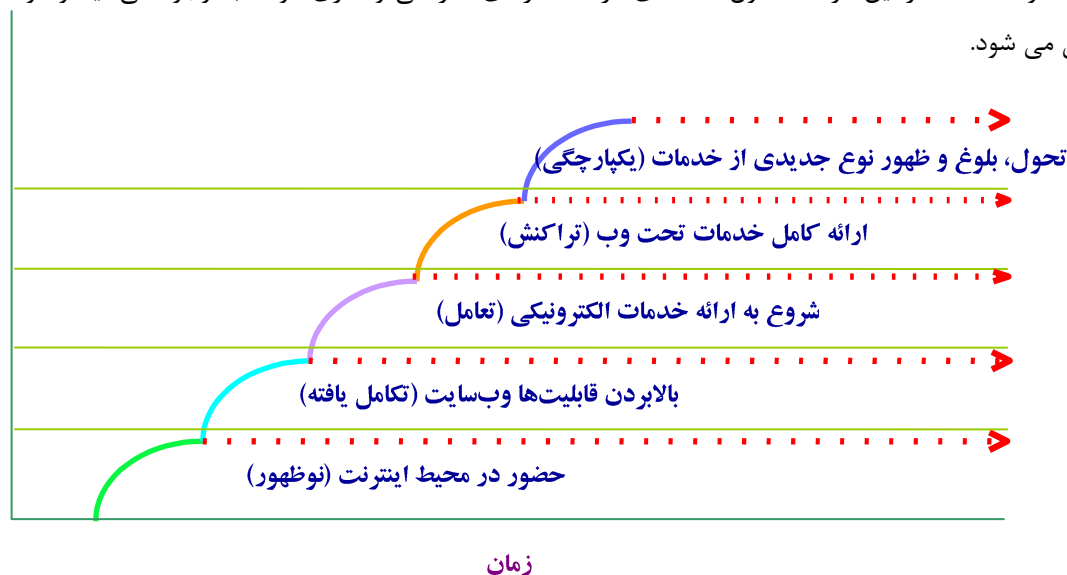 می شود.
تحول، بلوغ و ظهور نوع جدیدی از خدمات (یکپارچگی)
ارائه کامل خدمات تحت وب (تراکنش)
شروع به ارائه خدمات الکترونیکی (تعامل)
بالابردن قابلیت‌ها وب‌سایت (تکامل یافته)
حضور در محیط اینترنت (نوظهور)
زمان